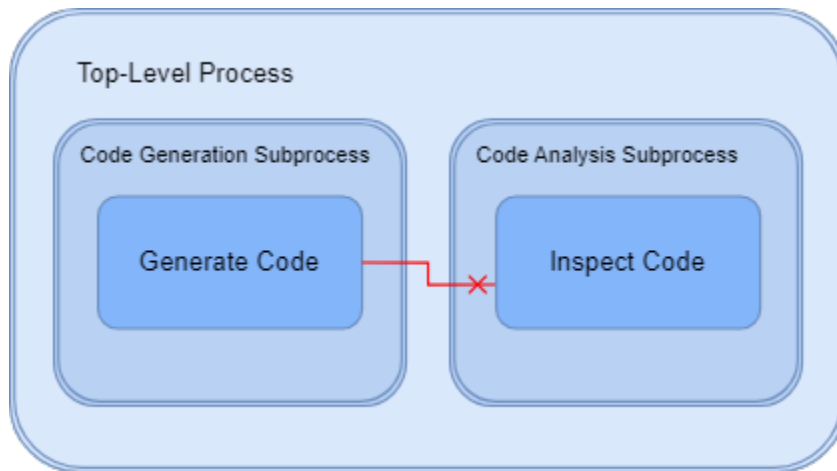 Top-Level Process
Code Generation Subprocess
Code Analysis Subprocess
Generate Code
Inspect Code